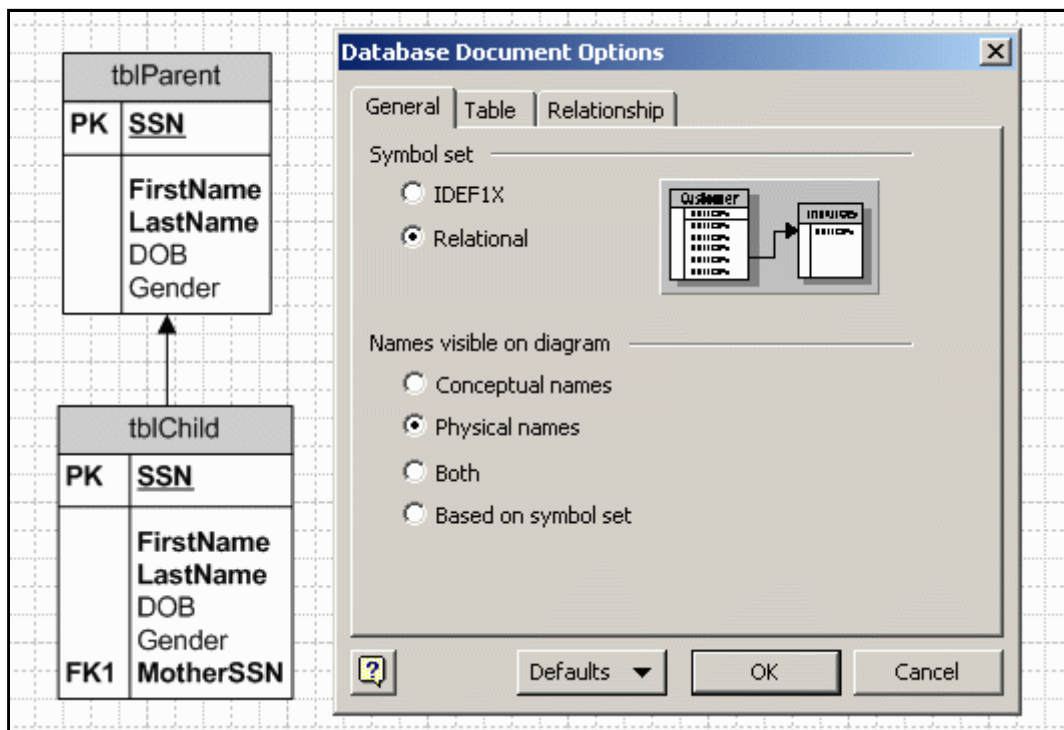 tblParent
PK SSN
FirstName
LastName
DOB
Gender
tblChild
PK SSN
FirstName
LastName
DOB
Gender
FK1 MotherSSN
Database Document Options
General Table Relationship
Symbol set
IDEF1X
Relational
Customer
Names visible on diagram
Conceptual names
Physical names
Both
Based on symbol set
Defaults OK Cancel